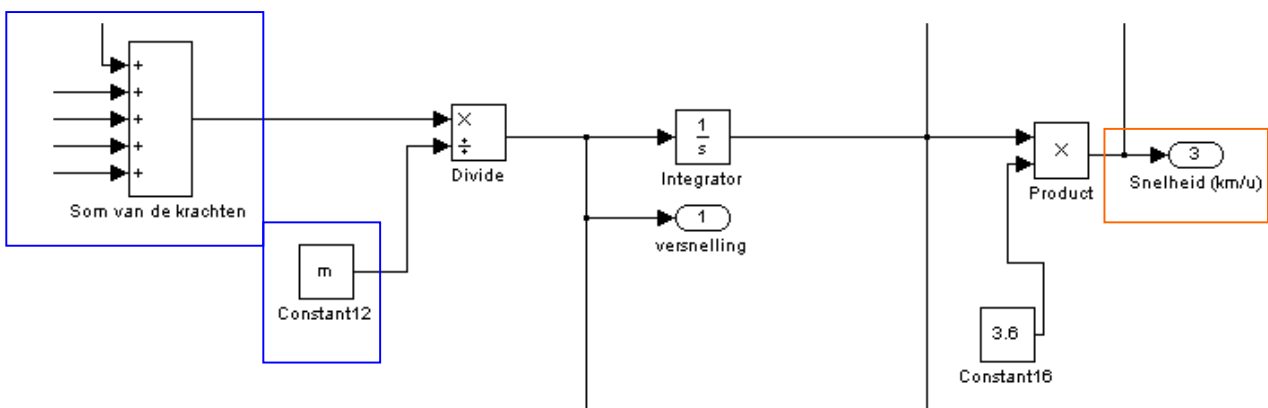 +
+
+
+
+
Som van de krachten
m
Constant12
×
÷
Divide
1
s
Integrator
1
versnelling
×
Product
3.6
Constant16
3
Snelheid (km/u)